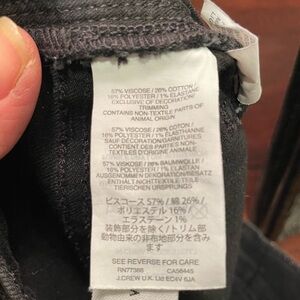 57% VISCOSE / 26% COTTON /
16% POLYESTER / 1% ELASTANE
EXCLUSIVE OF DECORATION/
TRIMMING
CONTAINS NON-TEXTILE PARTS OF
ANIMAL ORIGIN
57% VISCOSE / 26% COTON /
16% POLYESTER / 1% ÉLASTHANNE
SAUF DÉCORATION/GARNITURES
CONTIENT DES PARTIES NON-
TEXTILES D'ORIGINE ANIMALE
57% VISKOSE / 26% BAUMWOLLE /
16% POLYESTER / 1% ELASTAN
AUSGENOMMEN DEKORATION/BESATZ
ENTHÄLT NICHTTEXTILE TEILE
TIERISCHEN URSPRUNGS
ビスコース 57% / 綿 26% /
ポリエステル 16% /
エラスターン 1%
装飾部分を除く/トリム部
動物由来の非布地部分を含み
ます
SEE REVERSE FOR CARE
RN77388 CA56445
J.CREW U.K. Ltd EC4V 6JA